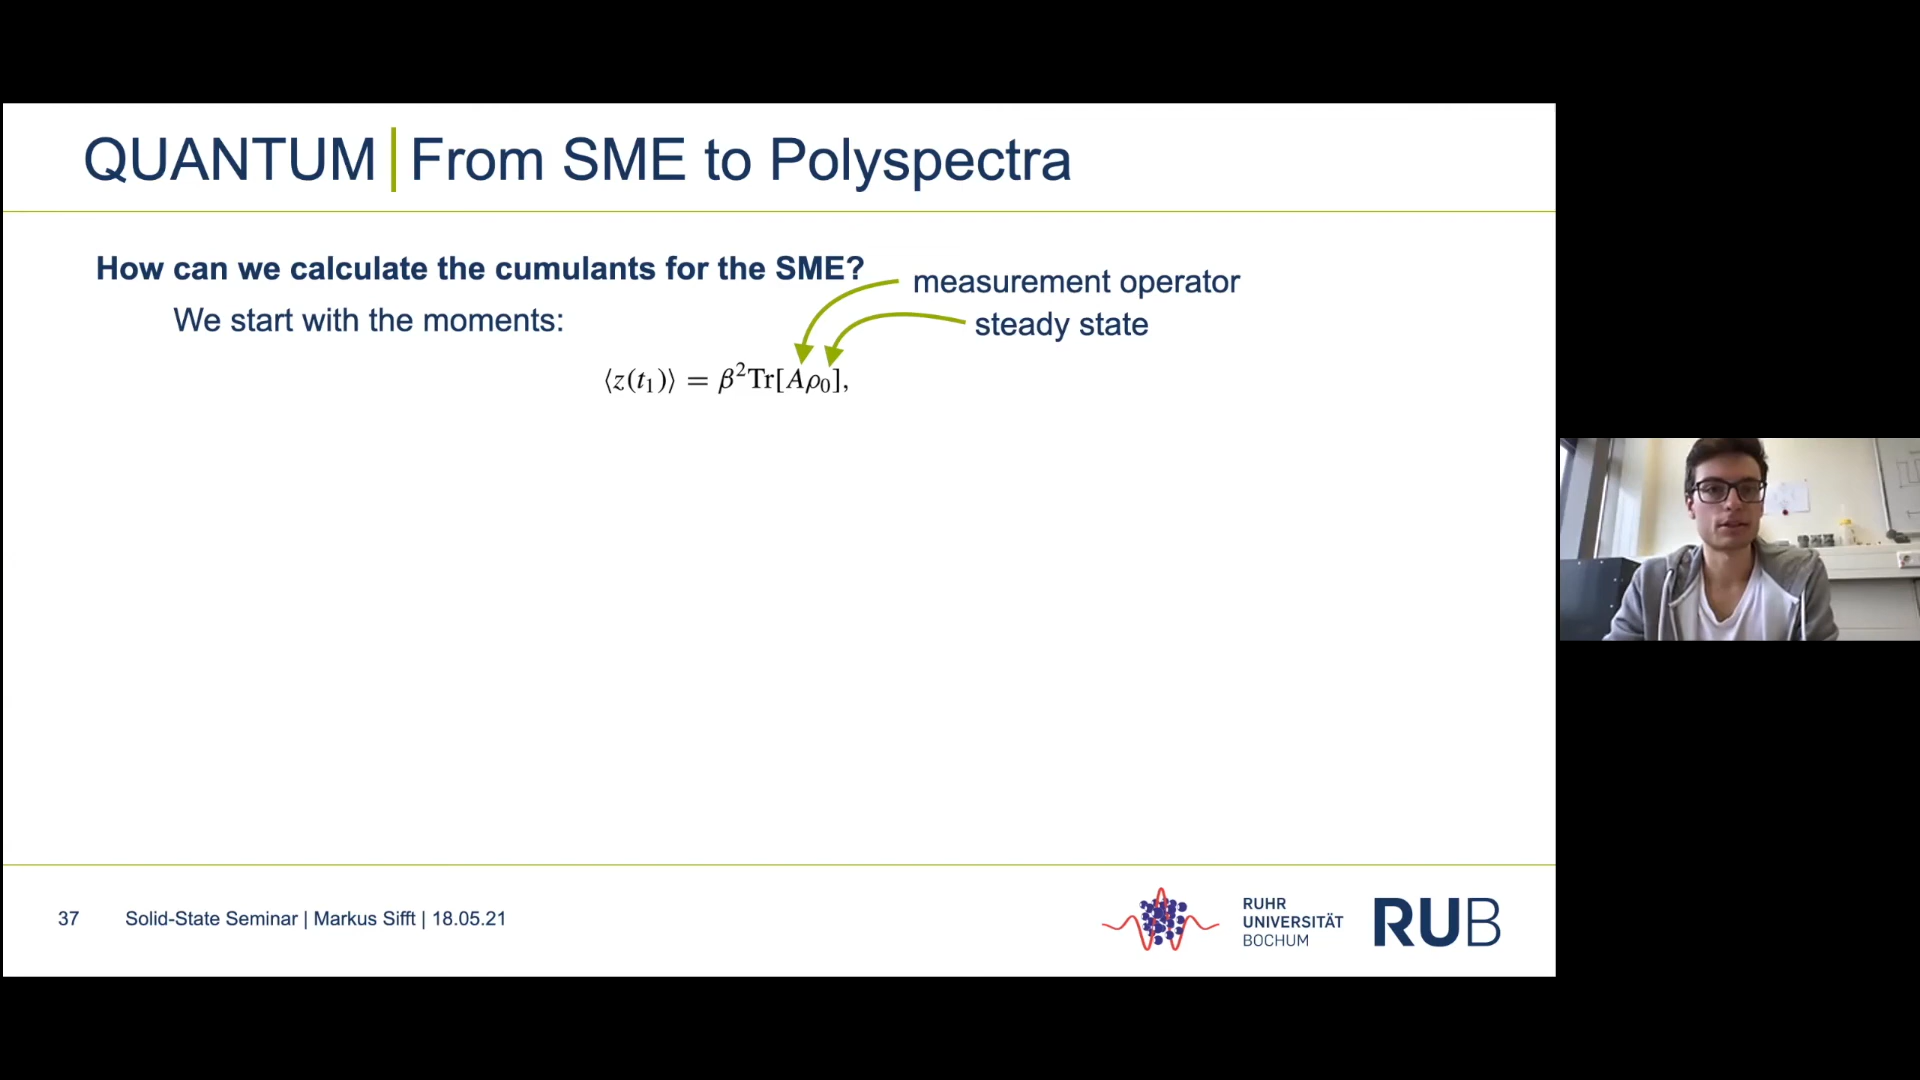 QUANTUM | From SME to Polyspectra
How can we calculate the cumulants for the SME?
measurement operator
We start with the moments:
steady state
⟨z(t₁)⟩ = β²Tr[Aρ₀],
37 Solid-State Seminar | Markus Sifft | 18.05.21
RUHR
UNIVERSITÄT
BOCHUM
RUB